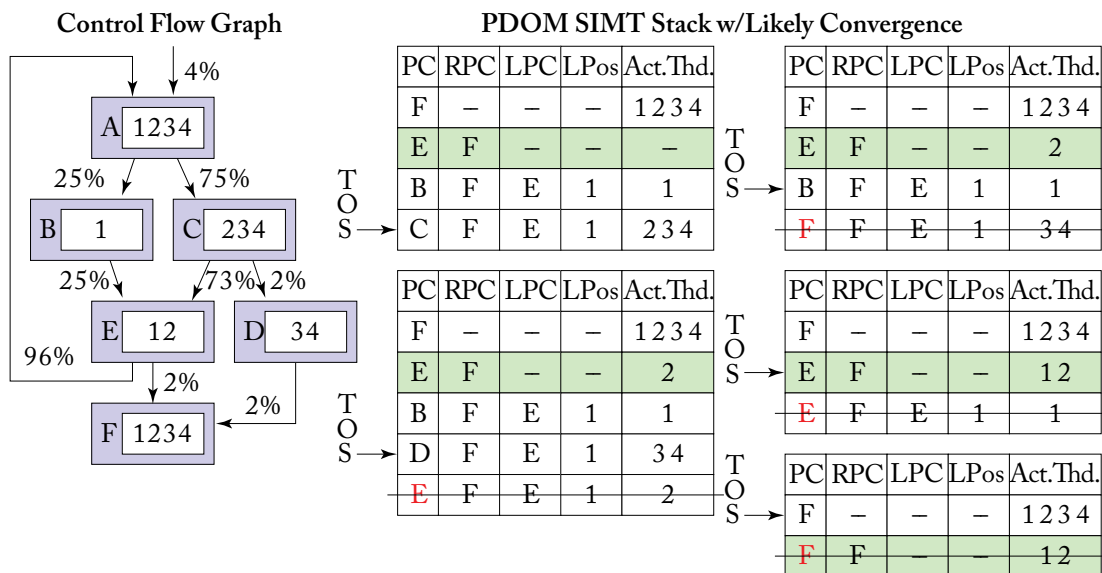 Control Flow Graph
4%
A 1234
25% 75%
B 1 C 234
25% 73% 2%
E 12 D 34
96%
2%
2%
F 1234
PDOM SIMT Stack w/Likely Convergence
PC RPC LPC LPos Act.Thd.
F – – – 1234
E F – – –
B F E 1 1
TOS C F E 1 234
PC RPC LPC LPos Act.Thd.
F – – – 1234
E F – – 2
B F E 1 1
TOS D F E 1 34
E F E 1 2
PC RPC LPC LPos Act.Thd.
F – – – 1234
E F – – 2
TOS B F E 1 1
F F E 1 34
PC RPC LPC LPos Act.Thd.
F – – – 1234
TOS E F – – 12
E F E 1 1
PC RPC LPC LPos Act.Thd.
TOS F – – – 1234
F F – – 12